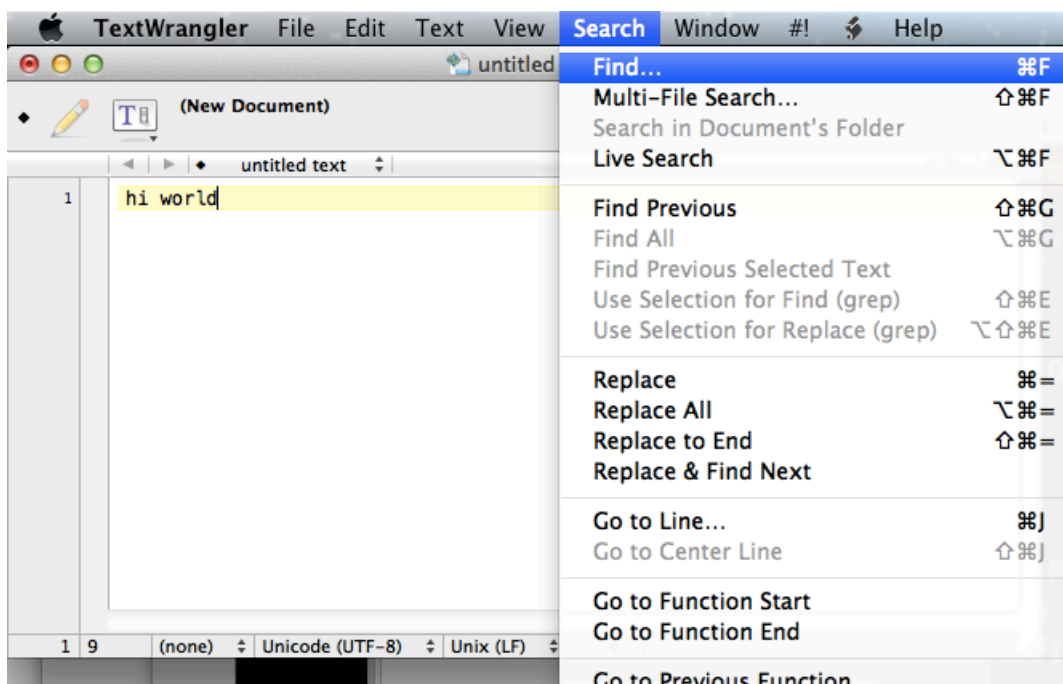 TextWrangler File Edit Text View Search Window #! Help
untitled
(New Document)
untitled text
1 hi world
1 9 (none) Unicode (UTF-8) Unix (LF)
Find... ⌘F
Multi-File Search... ⇧⌘F
Search in Document's Folder
Live Search ⌥⌘F
Find Previous ⇧⌘G
Find All ⌥⌘G
Find Previous Selected Text
Use Selection for Find (grep) ⇧⌘E
Use Selection for Replace (grep) ⌥⇧⌘E
Replace ⌘=
Replace All ⌥⌘=
Replace to End ⇧⌘=
Replace & Find Next
Go to Line... ⌘J
Go to Center Line ⇧⌘J
Go to Function Start
Go to Function End
Go to Previous Function